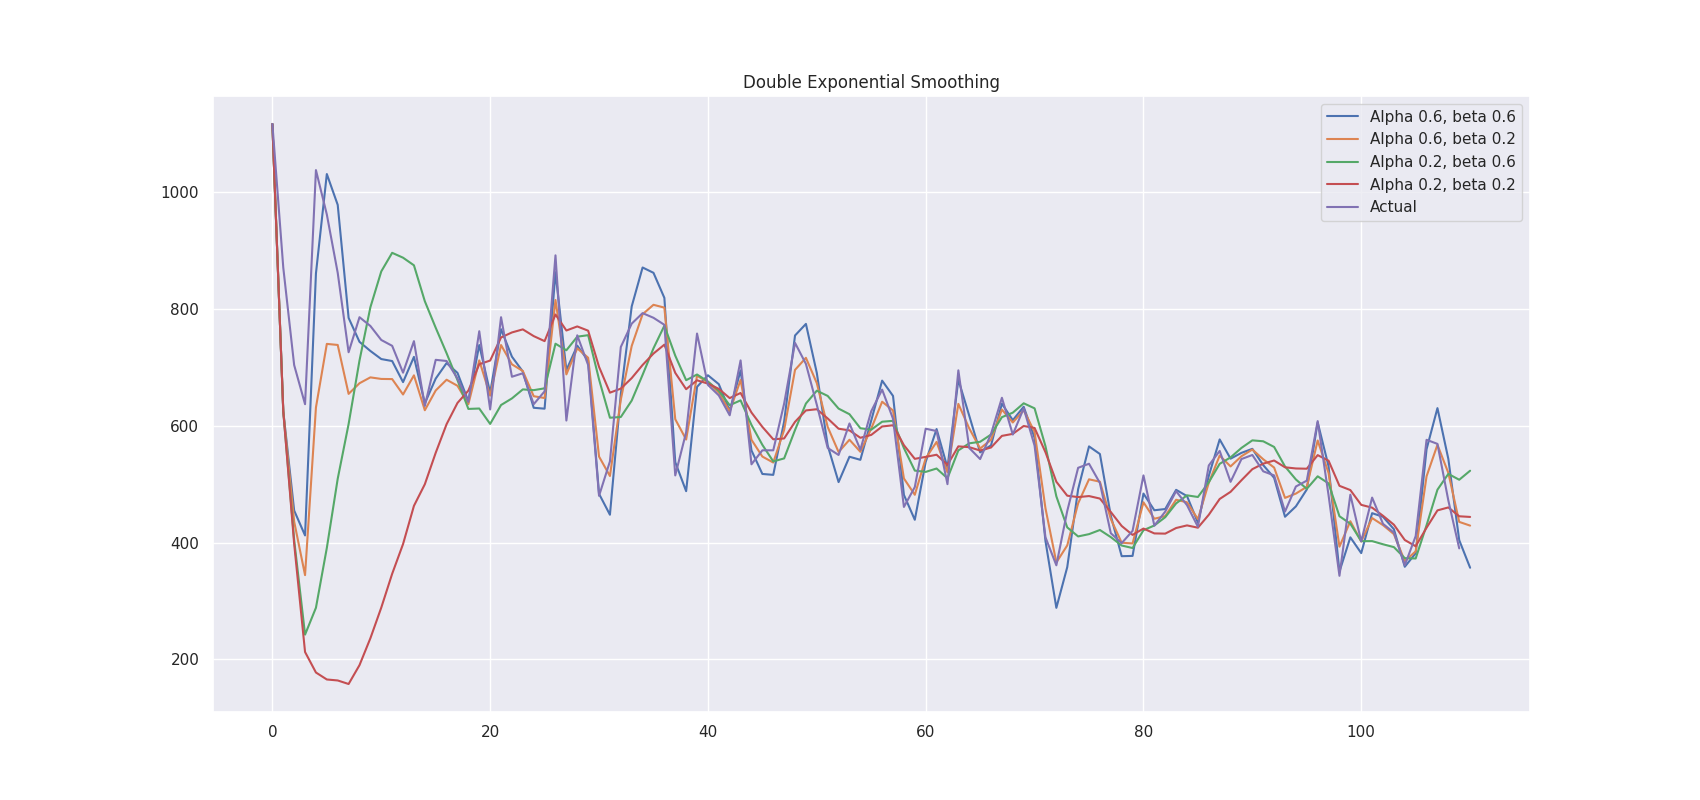 Double Exponential Smoothing
Alpha 0.6, beta 0.6
Alpha 0.6, beta 0.2
Alpha 0.2, beta 0.6
Alpha 0.2, beta 0.2
Actual
1000
800
600
400
200
0 20 40 60 80 100